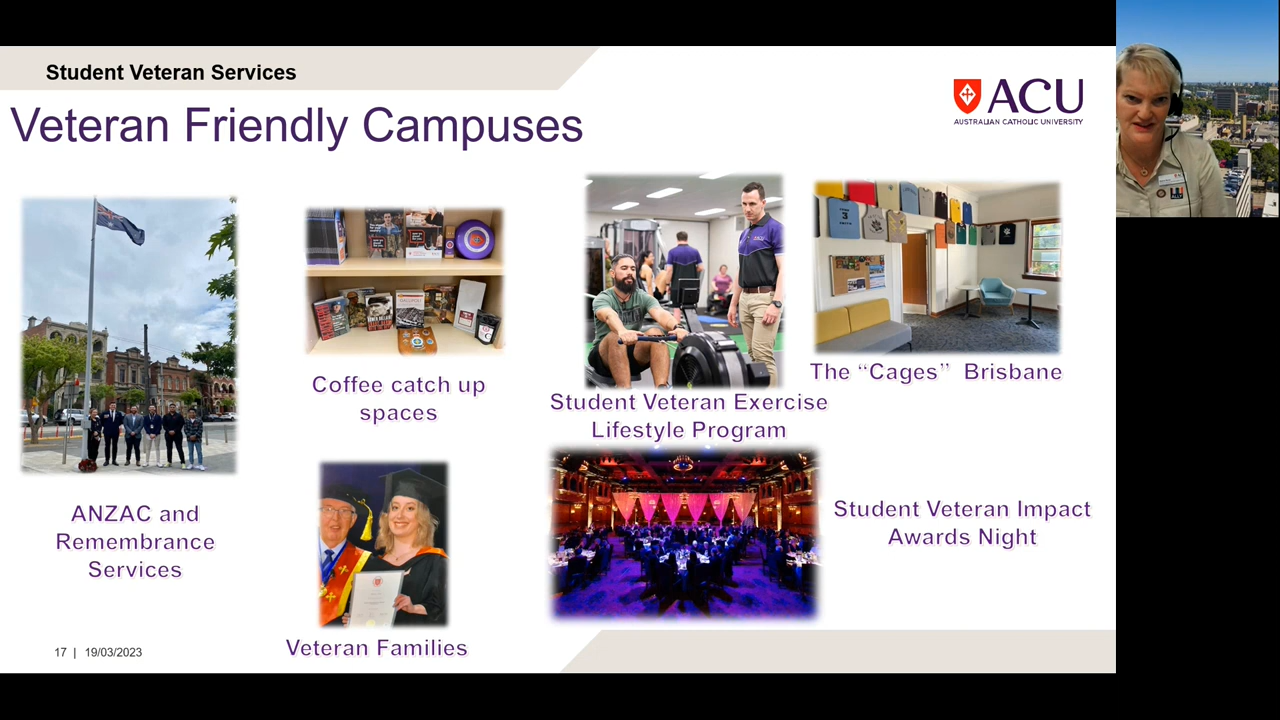 Student Veteran Services
Veteran Friendly Campuses
ACU
AUSTRALIAN CATHOLIC UNIVERSITY
Coffee catch up
spaces
Student Veteran Exercise
Lifestyle Program
The “Cages” Brisbane
ANZAC and
Remembrance
Services
Veteran Families
Student Veteran Impact
Awards Night
17 | 19/03/2023